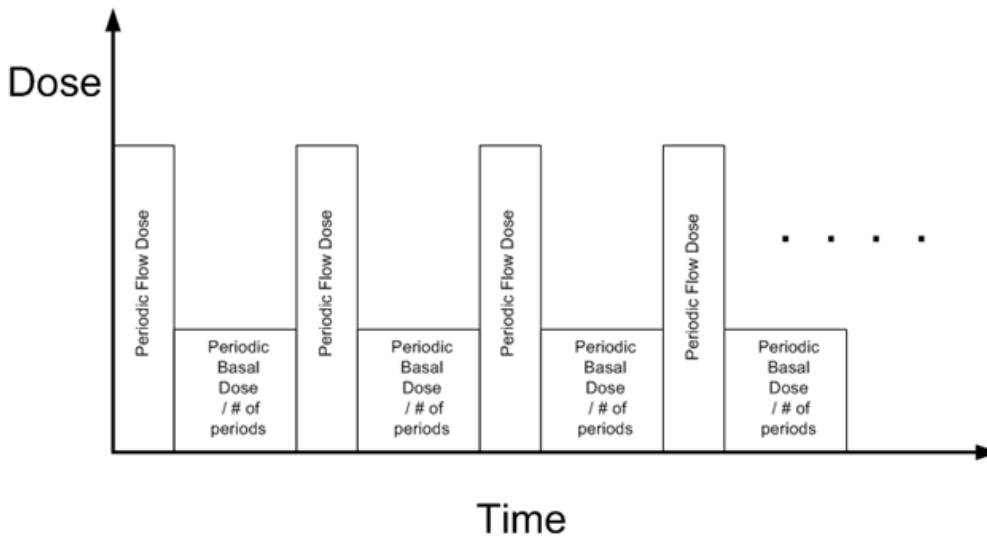 Dose
Periodic Flow Dose
Periodic
Basal
Dose
/ # of
periods
Periodic Flow Dose
Periodic
Basal
Dose
/ # of
periods
Periodic Flow Dose
Periodic
Basal
Dose
/ # of
periods
Periodic Flow Dose
Periodic
Basal
Dose
/ # of
periods
. . . .
Time